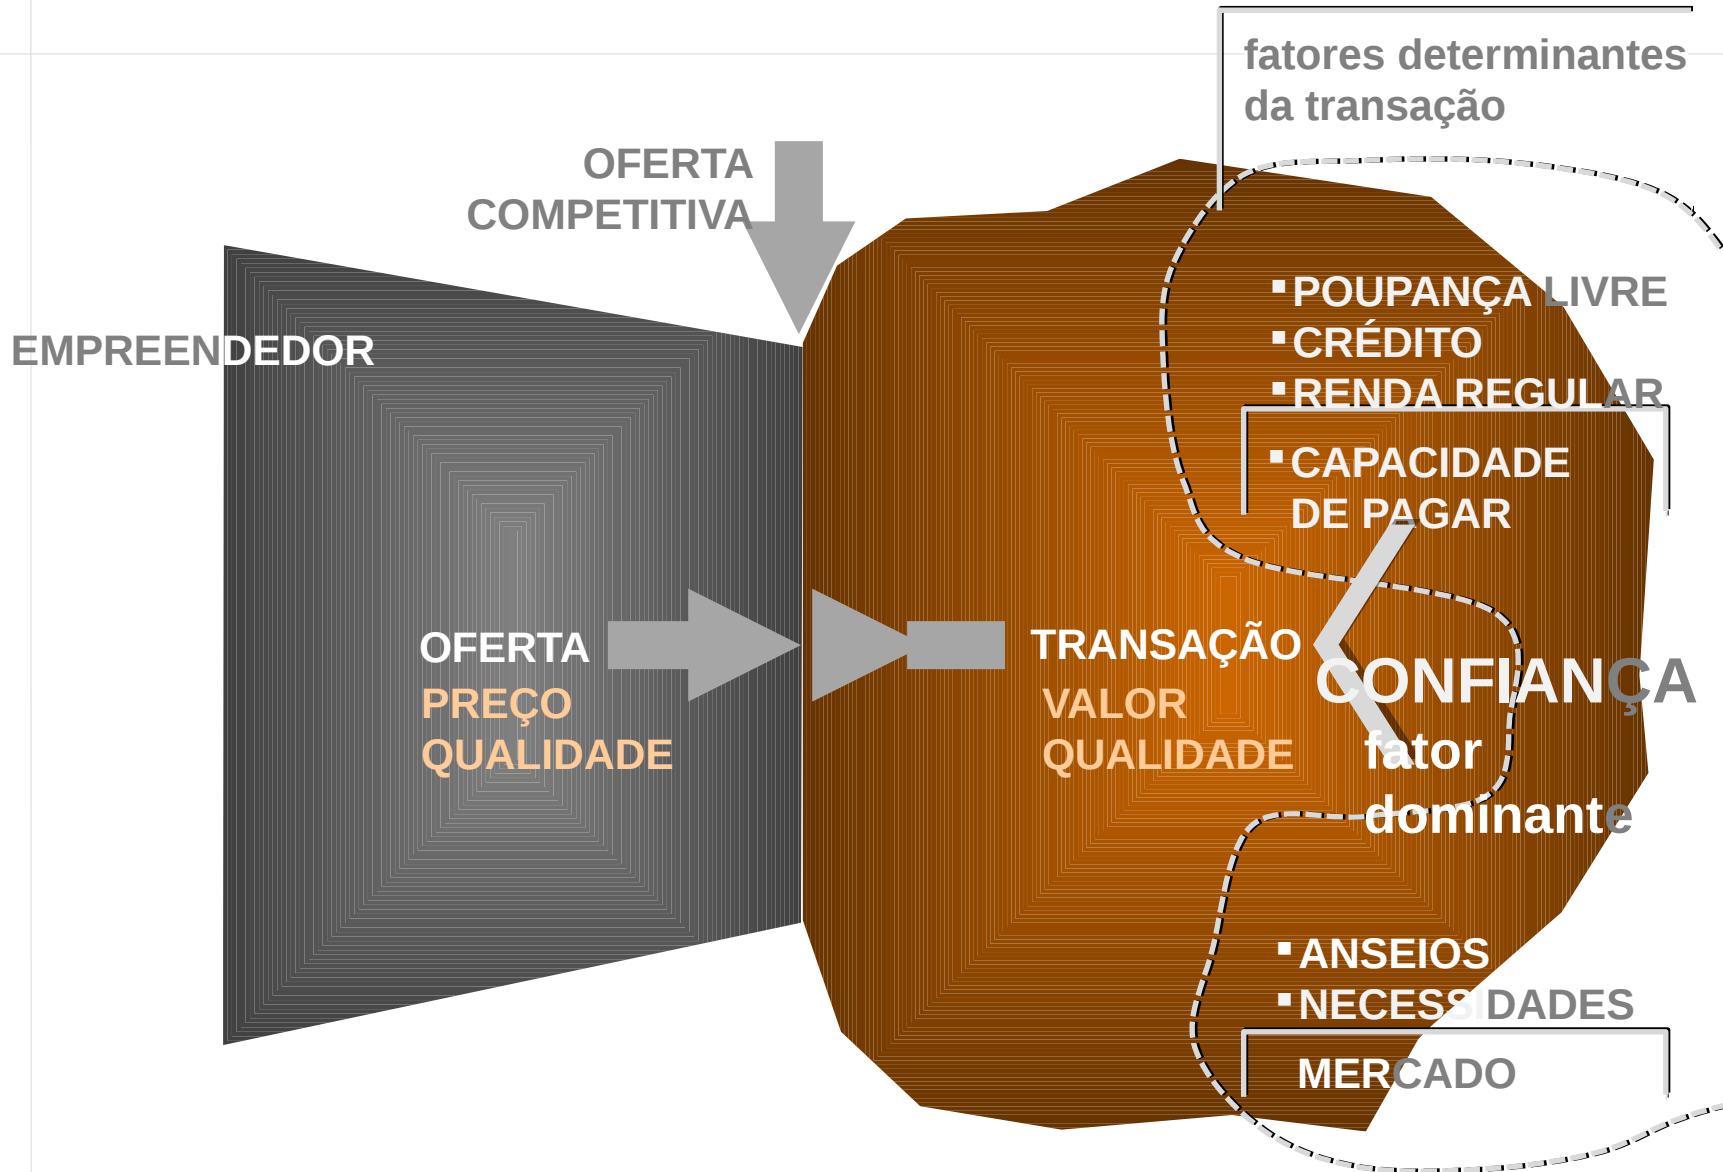 fatores determinantes
da transação
OFERTA
COMPETITIVA
EMPREENDEDOR
▪POUPANÇA LIVRE
▪CRÉDITO
▪RENDA REGULAR
▪CAPACIDADE
DE PAGAR
OFERTA
PREÇO
QUALIDADE
TRANSAÇÃO
VALOR
QUALIDADE
CONFIANÇA
fator
dominante
▪ANSEIOS
▪NECESSIDADES
MERCADO